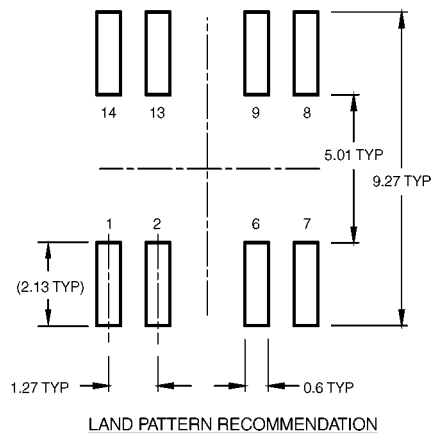 14 13 9 8
5.01 TYP
9.27 TYP
1 2 6 7
(2.13 TYP)
1.27 TYP
0.6 TYP
LAND PATTERN RECOMMENDATION